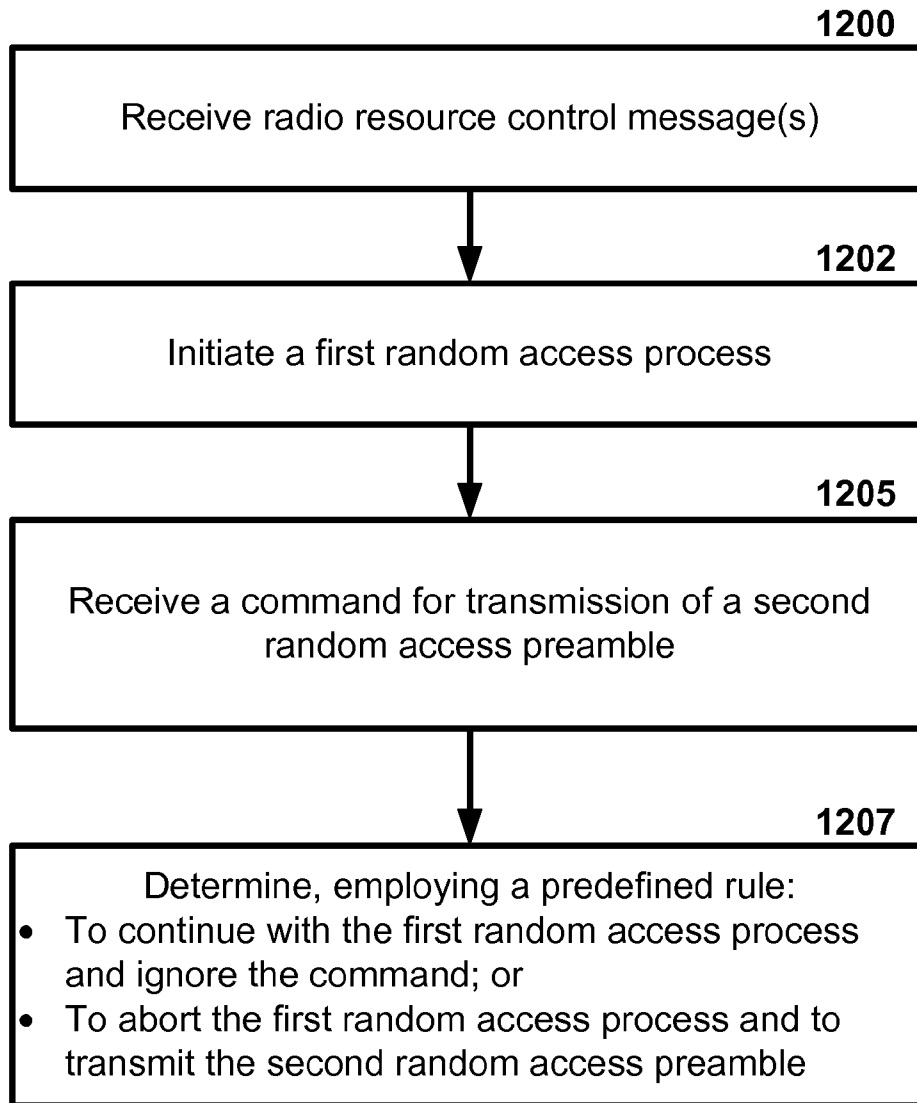 1200
Receive radio resource control message(s)
1202
Initiate a first random access process
1205
Receive a command for transmission of a second
random access preamble
1207
Determine, employing a predefined rule:
• To continue with the first random access process
and ignore the command; or
• To abort the first random access process and to
transmit the second random access preamble